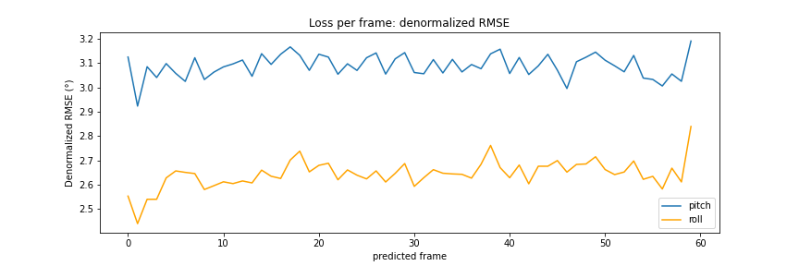 Loss per frame: denormalized RMSE
Denormalized RMSE (°)
3.2
3.1
3.0
2.9
2.8
2.7
2.6
2.5
0 10 20 30 40 50 60
predicted frame
pitch
roll